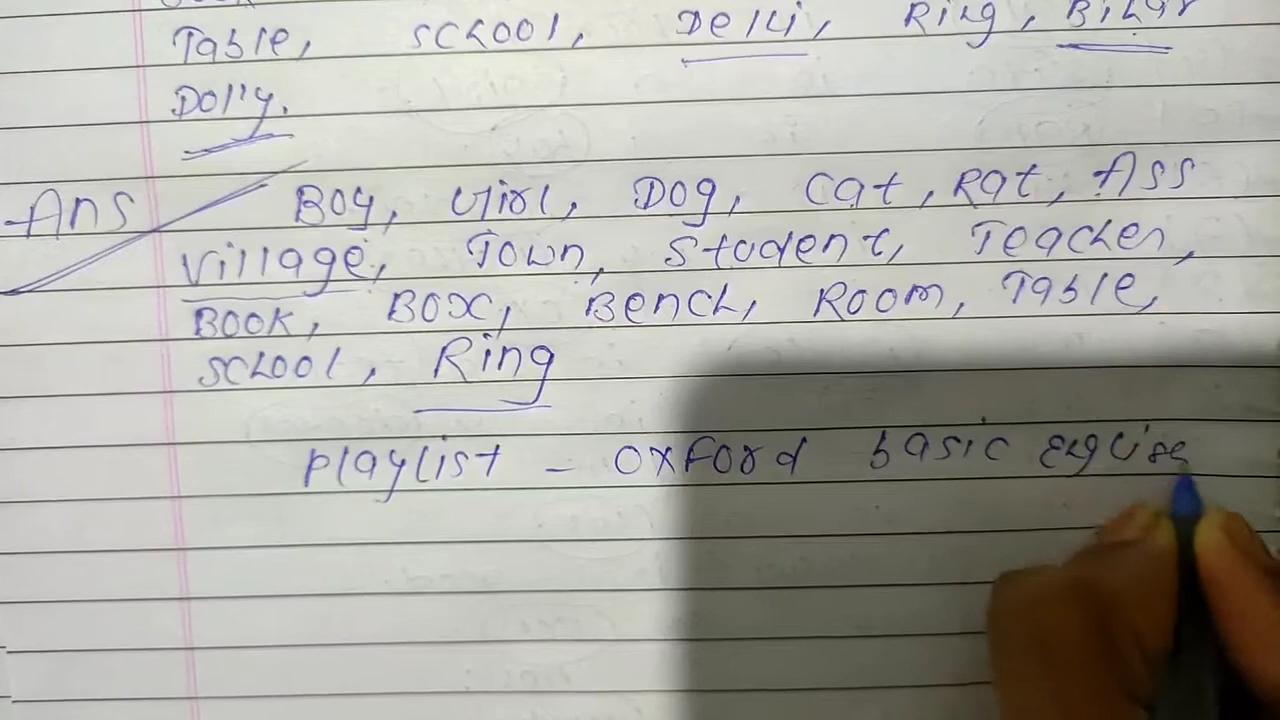 Table, School, Delhi, Ring, Bihar
Dolly.
Ans Boy, Girl, Dog, Cat, Rat, Ass
Village, Town, Student, Teacher,
Book, Box, Bench, Room, Table,
School, Ring
Playlist - Oxford basic